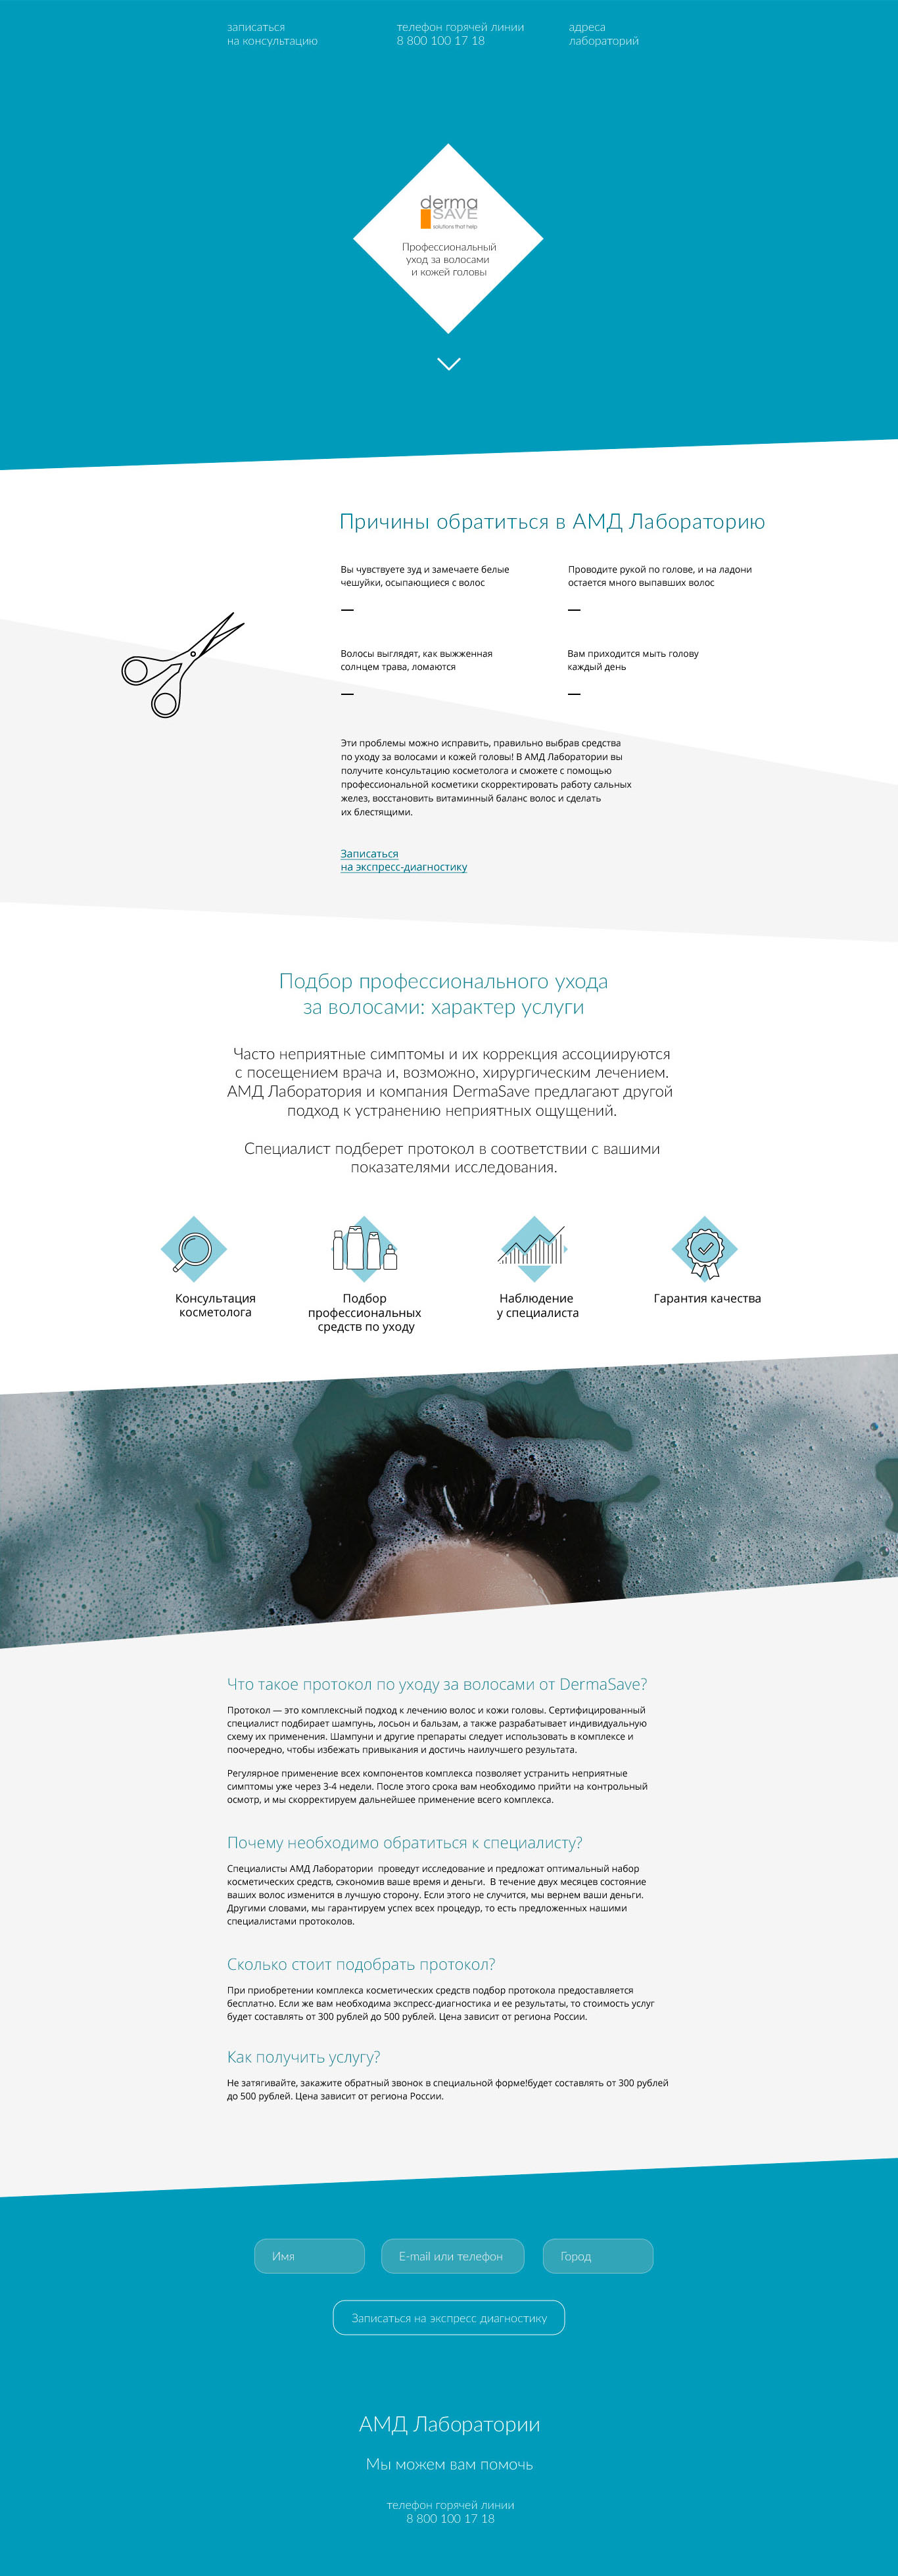 записаться
на консультацию
телефон горячей линии
8 800 100 17 18
адреса
лабораторий
derma
SAVE
solutions that help
Профессиональный
уход за волосами
и кожей головы
Причины обратиться в АМД Лабораторию
Вы чувствуете зуд и замечаете белые
чешуйки, осыпающиеся с волос
Проводите рукой по голове, и на ладони
остается много выпавших волос
Волосы выглядят, как выжженная
солнцем трава, ломаются
Вам приходится мыть голову
каждый день
Эти проблемы можно исправить, правильно выбрав средства
по уходу за волосами и кожей головы! В АМД Лаборатории вы
получите консультацию косметолога и сможете с помощью
профессиональной косметики скорректировать работу сальных
желез, восстановить витаминный баланс волос и сделать
их блестящими.
Записаться
на экспресс-диагностику
Подбор профессионального ухода
за волосами: характер услуги
Часто неприятные симптомы и их коррекция ассоциируются
с посещением врача и, возможно, хирургическим лечением.
АМД Лаборатория и компания DermaSave предлагают другой
подход к устранению неприятных ощущений.
Специалист подберет протокол в соответствии с вашими
показателями исследования.
Консультация
косметолога
Подбор
профессиональных
средств по уходу
Наблюдение
у специалиста
Гарантия качества
Что такое протокол по уходу за волосами от DermaSave?
Протокол — это комплексный подход к лечению волос и кожи головы. Сертифицированный
специалист подбирает шампунь, лосьон и бальзам, а также разрабатывает индивидуальную
схему их применения. Шампуни и другие препараты следует использовать в комплексе и
поочередно, чтобы избежать привыкания и достичь наилучшего результата.
Регулярное применение всех компонентов комплекса позволяет устранить неприятные
симптомы уже через 3-4 недели. После этого срока вам необходимо прийти на контрольный
осмотр, и мы скорректируем дальнейшее применение всего комплекса.
Почему необходимо обратиться к специалисту?
Специалисты АМД Лаборатории проведут исследование и предложат оптимальный набор
косметических средств, сэкономив ваше время и деньги. В течение двух месяцев состояние
ваших волос изменится в лучшую сторону. Если этого не случится, мы вернем ваши деньги.
Другими словами, мы гарантируем успех всех процедур, то есть предложенных нашими
специалистами протоколов.
Сколько стоит подобрать протокол?
При приобретении комплекса косметических средств подбор протокола предоставляется
бесплатно. Если же вам необходима экспресс-диагностика и ее результаты, то стоимость услуг
будет составлять от 300 рублей до 500 рублей. Цена зависит от региона России.
Как получить услугу?
Не затягивайте, закажите обратный звонок в специальной форме!будет составлять от 300 рублей
до 500 рублей. Цена зависит от региона России.
Имя
E-mail или телефон
Город
Записаться на экспресс диагностику
АМД Лаборатории
Мы можем вам помочь
телефон горячей линии
8 800 100 17 18